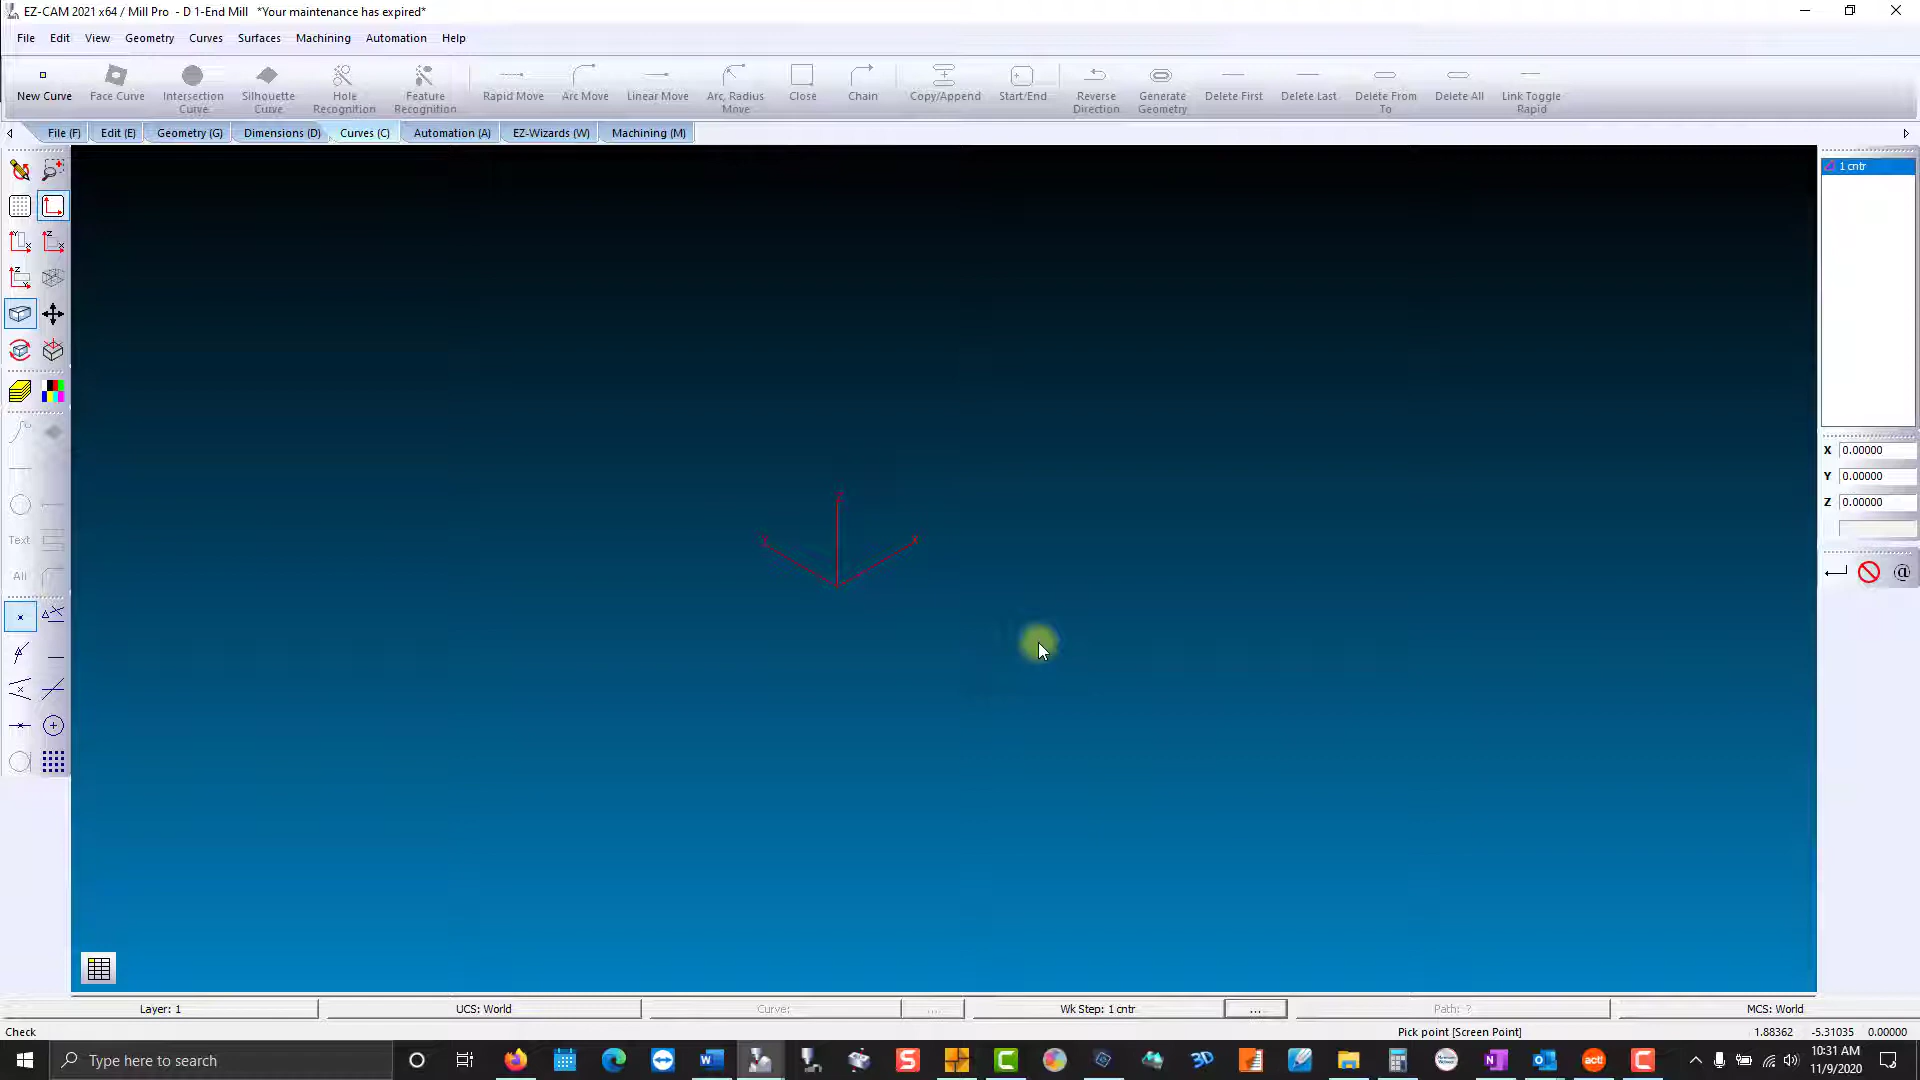 EZ-CAM 2021 x64 / Mill Pro - D 1-End Mill *Your maintenance has expired*
File Edit View Geometry Curves Surfaces Machining Automation Help
New Curve
Face Curve
Intersection Curve
Silhouette Curve
Hole Recognition
Feature Recognition
Rapid Move
Arc Move
Linear Move
Arc, Radius Move
Close
Chain
Copy/Append
Start/End
Reverse Direction
Generate Geometry
Delete First
Delete Last
Delete From To
Delete All
Link Toggle Rapid
File (F) Edit (E) Geometry (G) Dimensions (D) Curves (C) Automation (A) EZ-Wizards (W) Machining (M)
1 cntr
X 0.00000
Y 0.00000
Z 0.00000
@
Text
All
Z
Y
X
Layer: 1 UCS: World Curve: .... Wk Step: 1 cntr ... Path: ? MCS: World
Check Pick point [Screen Point] 1.88362 -5.31035 0.00000
Type here to search
10:31 AM
11/9/2020